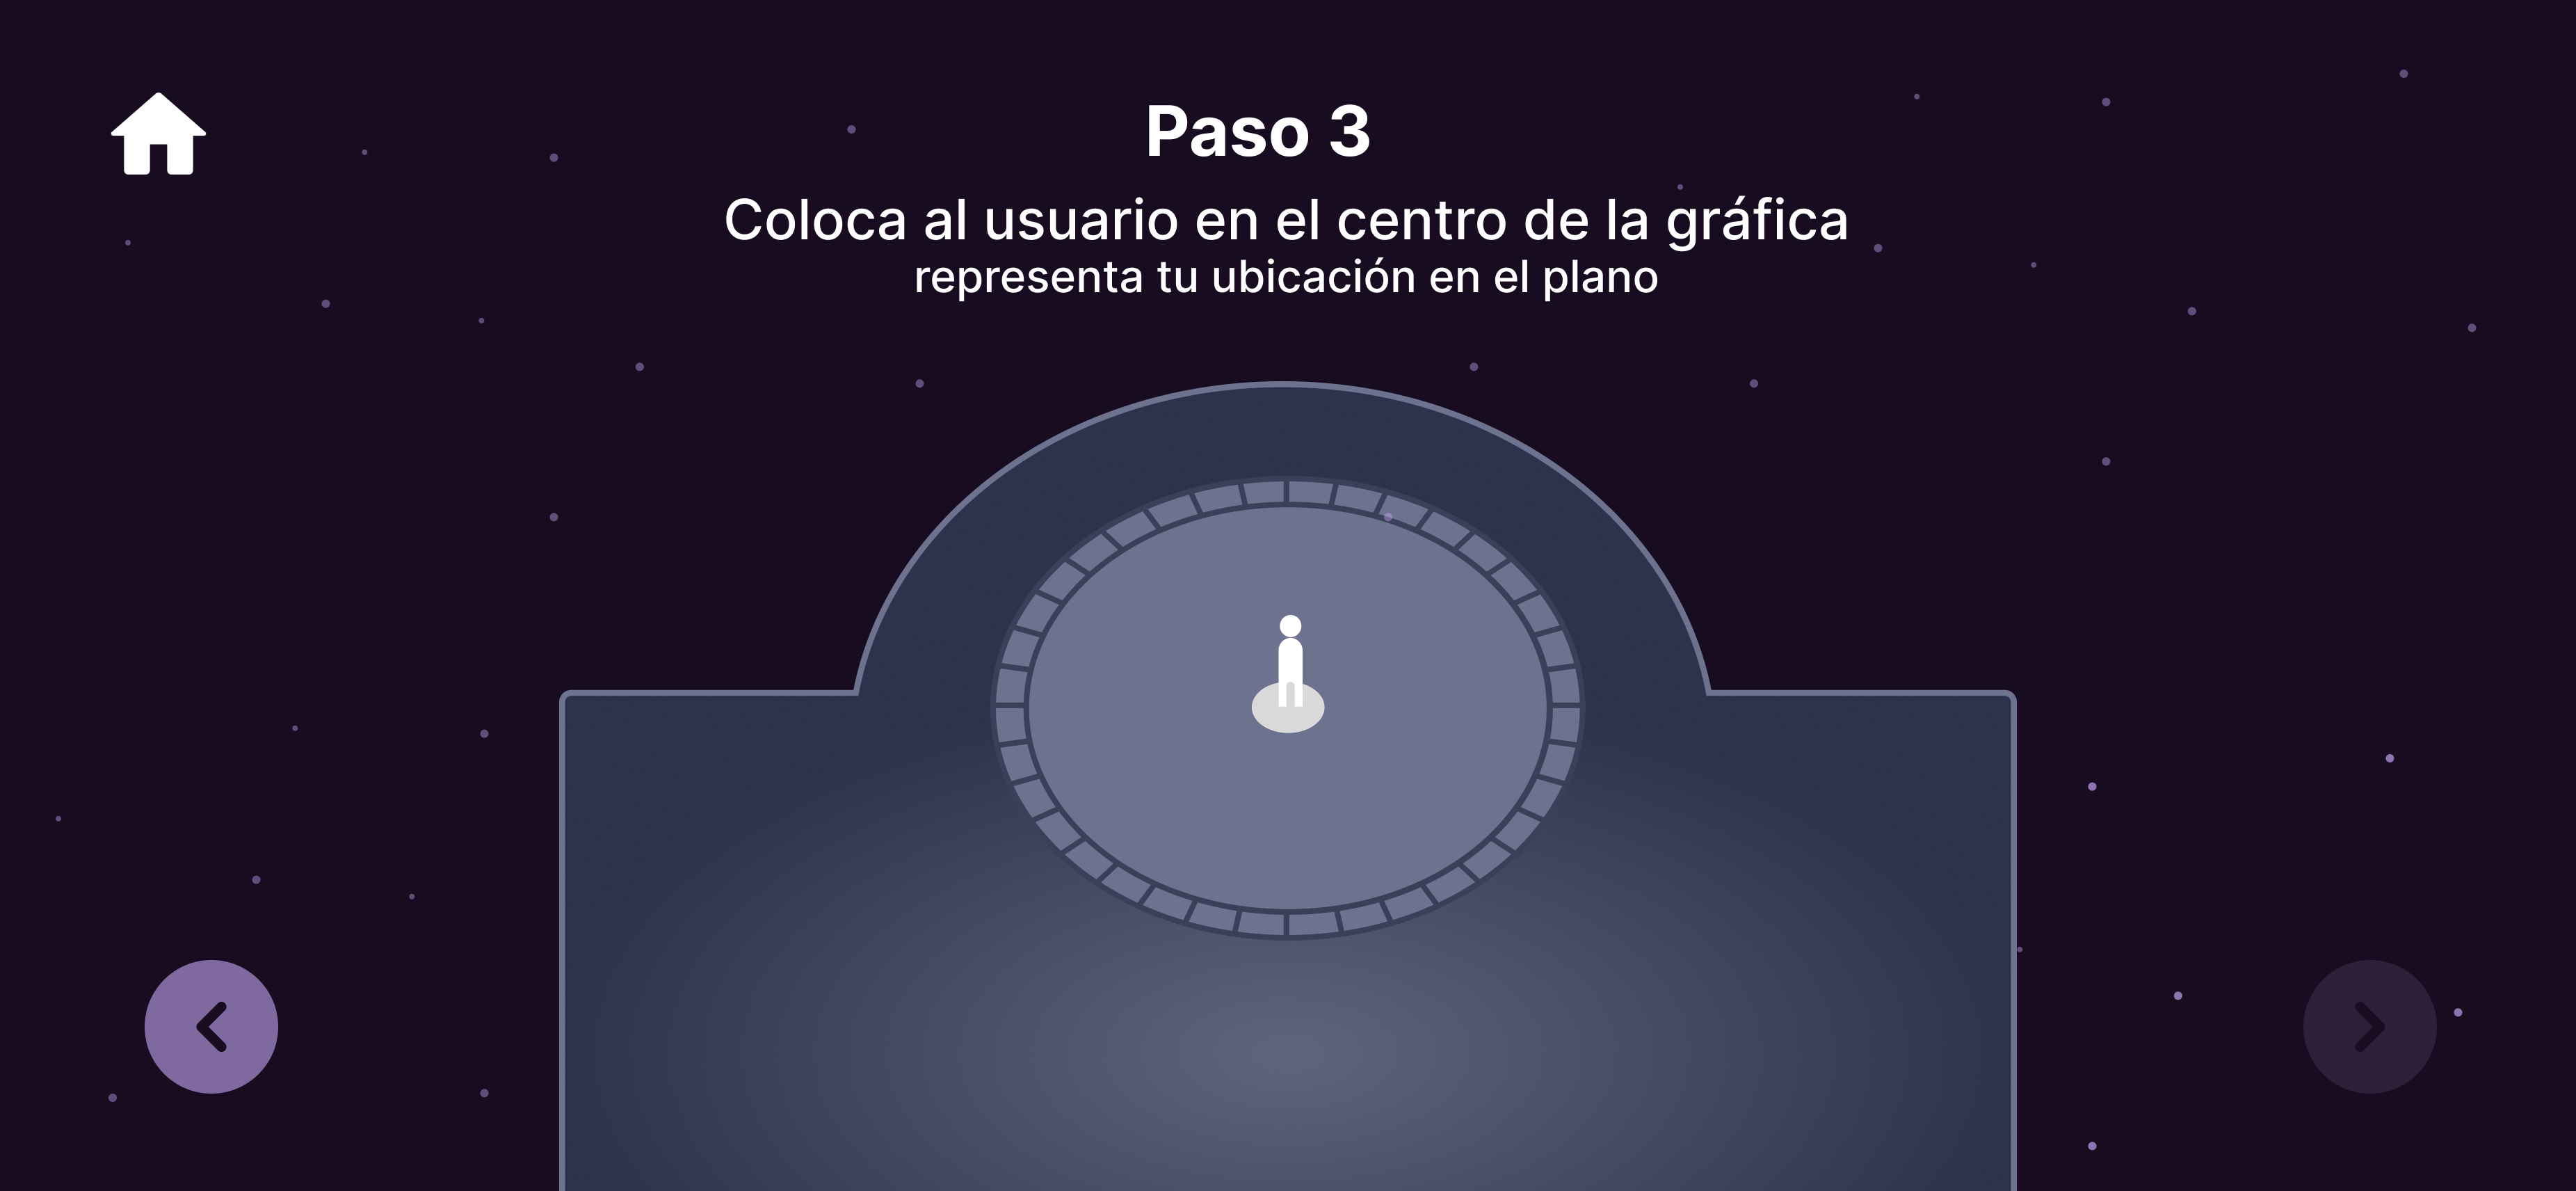 Paso 3
Coloca al usuario en el centro de la gráfica
representa tu ubicación en el plano